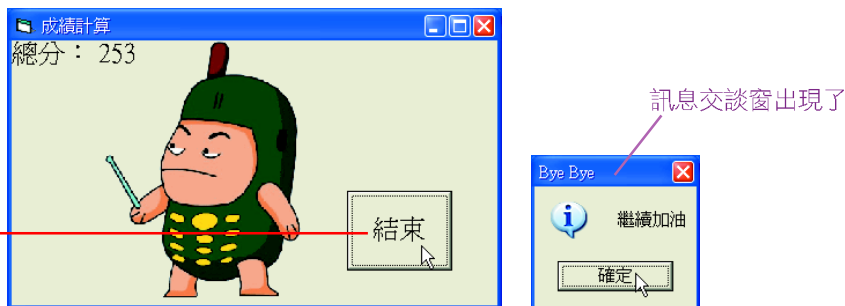 成績計算
總分： 253
結束
訊息交談窗出現了
Bye Bye
繼續加油
確定